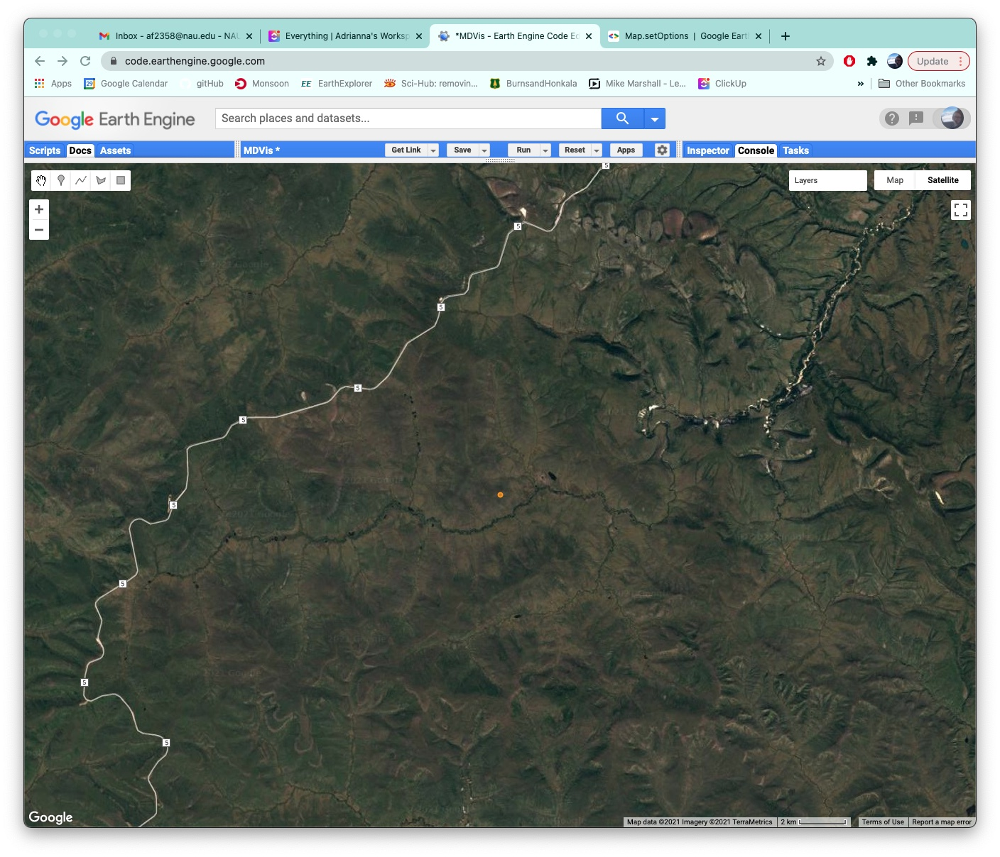 Inbox - af2358@nau.edu - NAU
Everything | Adrianna's Worksp
*MDVis - Earth Engine Code Ed
Map.setOptions | Google Earth
code.earthengine.google.com
Update
Apps
29
Google Calendar
gitHub
Monsoon
EE
EarthExplorer
Sci-Hub: removin...
BurnsandHonkala
Mike Marshall - Le...
ClickUp
»
Other Bookmarks
Google Earth Engine
Search places and datasets...
Scripts
Docs
Assets
MDVis *
Get Link
Save
Run
Reset
Apps
Inspector
Console
Tasks
5
Layers
Map
Satellite
5
5
5
5
5
5
5
5
Google
Map data ©2021 Imagery ©2021 TerraMetrics
2 km
Terms of Use
Report a map error